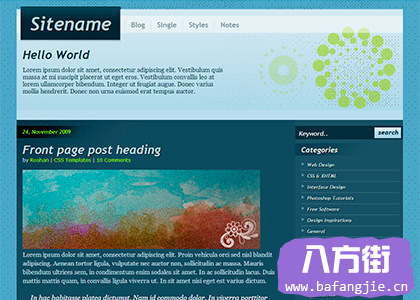 Sitename
Blog
Single
Styles
Notes
Hello World
Lorem ipsum dolor sit amet, consectetur adipiscing elit. Vestibulum quis
massa at mi suscipit placerat ut eget eros. Vestibulum congue leo at
lorem ullamcorper bibendum. Integer ut feugiat augue. Donec varius
mollis hendrerit. Donec non urna euismod erat tempus auctor.
24, November 2009
Keyword..
search
Front page post heading
by Roshan | CSS Templates | 10 Comments
Categories
Web Design
CSS & XHTML
Interface Design
Photoshop Tutorials
Free Software
Design Inspirations
General
Lorem ipsum dolor sit amet, consectetur adipiscing elit. Proin vehicula orci sed nisl blandit
adipiscing. Aenean tortor ligula, vulputate nec auctor non, sollicitudin ac massa. Mauris
bibendum ultrices sem, in condimentum enim sodales sit amet. In ac sollicitudin lacus. Duis
mattis mattis quam, in convallis ligula viverra ut. In sit amet nisi eget est varius dictum.
In hac habitasse platea dictumst. Nam id commodo dolor. In viverra porttitor
八方街
www.bafangjie.com